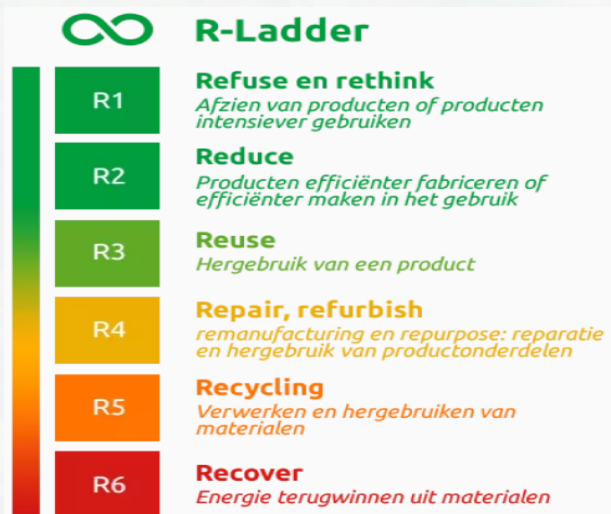 R-Ladder
R1
Refuse en rethink
Afzien van producten of producten
intensiever gebruiken
R2
Reduce
Producten efficiënter fabriceren of
efficiënter maken in het gebruik
R3
Reuse
Hergebruik van een product
R4
Repair, refurbish
remanufacturing en repurpose: reparatie
en hergebruik van productonderdelen
R5
Recycling
Verwerken en hergebruiken van
materialen
R6
Recover
Energie terugwinnen uit materialen